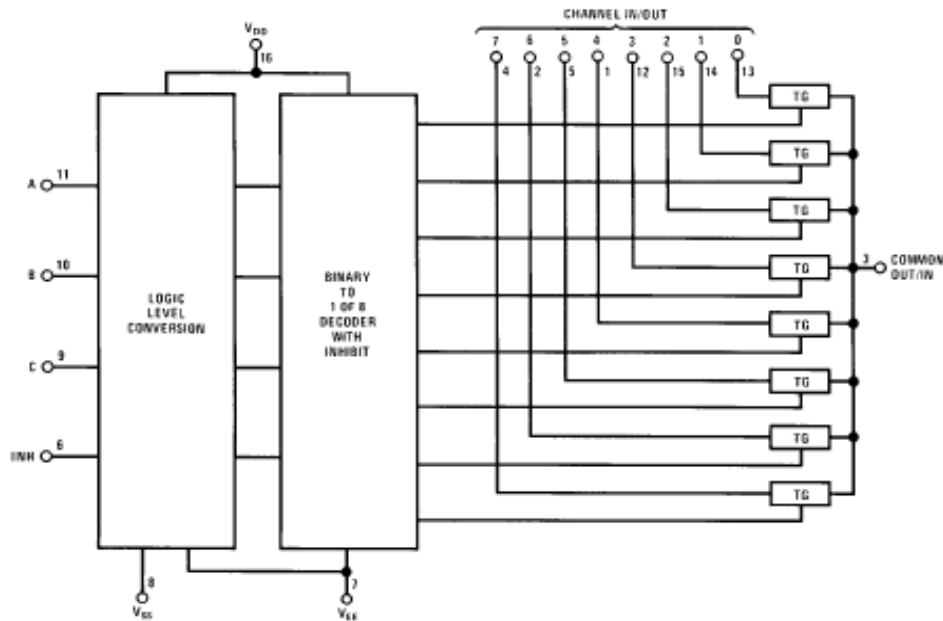 CHANNEL IN/OUT
VDD
16
7 6 5 4 3 2 1 0
4 2 5 1 12 15 14 13
TG
TG
TG
TG
TG
TG
TG
TG
A 11
B 10
C 9
INH 6
LOGIC
LEVEL
CONVERSION
BINARY
TO
1 OF 8
DECODER
WITH
INHIBIT
3 COMMON
OUT/IN
8
VSS
7
VEE